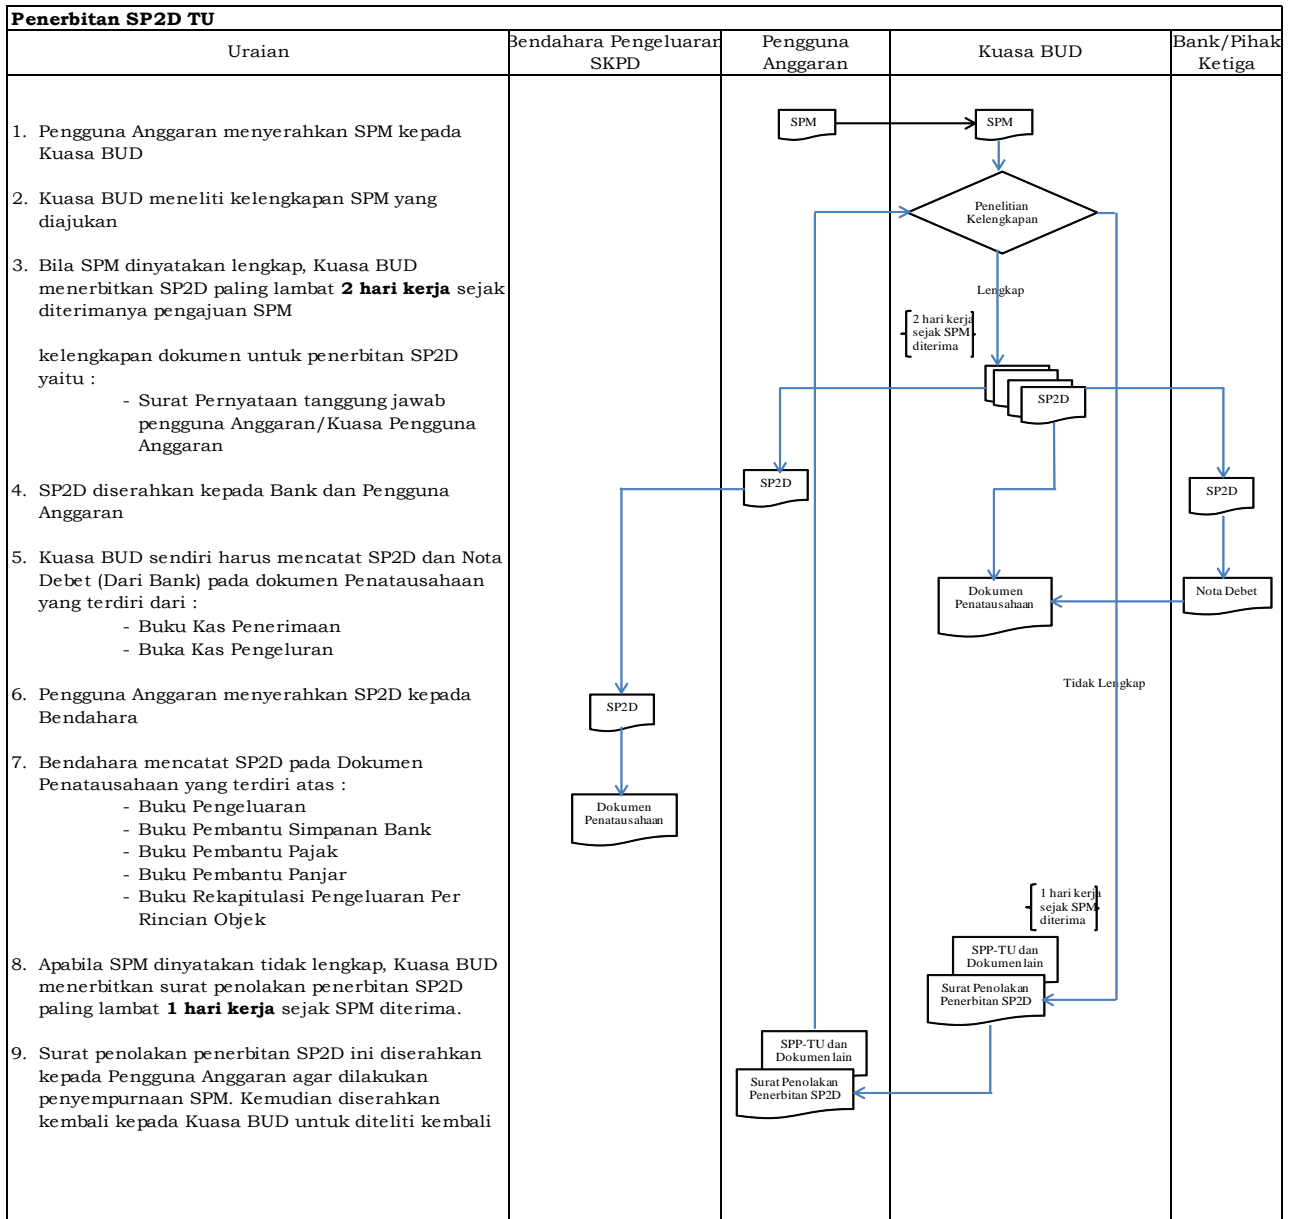 Penerbitan SP2D TU
Uraian
Bendahara Pengeluaran
SKPD
Pengguna
Anggaran
Kuasa BUD
Bank/Pihak
Ketiga
1. Pengguna Anggaran menyerahkan SPM kepada
Kuasa BUD
2. Kuasa BUD meneliti kelengkapan SPM yang
diajukan
3. Bila SPM dinyatakan lengkap, Kuasa BUD
menerbitkan SP2D paling lambat 2 hari kerja sejak
diterimanya pengajuan SPM
kelengkapan dokumen untuk penerbitan SP2D
yaitu :
- Surat Pernyataan tanggung jawab
pengguna Anggaran/Kuasa Pengguna
Anggaran
4. SP2D diserahkan kepada Bank dan Pengguna
Anggaran
5. Kuasa BUD sendiri harus mencatat SP2D dan Nota
Debet (Dari Bank) pada dokumen Penatausahaan
yang terdiri dari :
- Buku Kas Penerimaan
- Buka Kas Pengeluran
6. Pengguna Anggaran menyerahkan SP2D kepada
Bendahara
7. Bendahara mencatat SP2D pada Dokumen
Penatausahaan yang terdiri atas :
- Buku Pengeluaran
- Buku Pembantu Simpanan Bank
- Buku Pembantu Pajak
- Buku Pembantu Panjar
- Buku Rekapitulasi Pengeluaran Per
Rincian Objek
8. Apabila SPM dinyatakan tidak lengkap, Kuasa BUD
menerbitkan surat penolakan penerbitan SP2D
paling lambat 1 hari kerja sejak SPM diterima.
9. Surat penolakan penerbitan SP2D ini diserahkan
kepada Pengguna Anggaran agar dilakukan
penyempurnaan SPM. Kemudian diserahkan
kembali kepada Kuasa BUD untuk diteliti kembali
SPM
SPM
Penelitian
Kelengkapan
Lengkap
2 hari kerja
sejak SPM
diterima
SP2D
SP2D
SP2D
Dokumen
Penatausahaan
Nota Debet
Tidak Lengkap
SP2D
Dokumen
Penatausahaan
1 hari kerja
sejak SPM
diterima
SPP-TU dan
Dokumen lain
Surat Penolakan
Penerbitan SP2D
SPP-TU dan
Dokumen lain
Surat Penolakan
Penerbitan SP2D